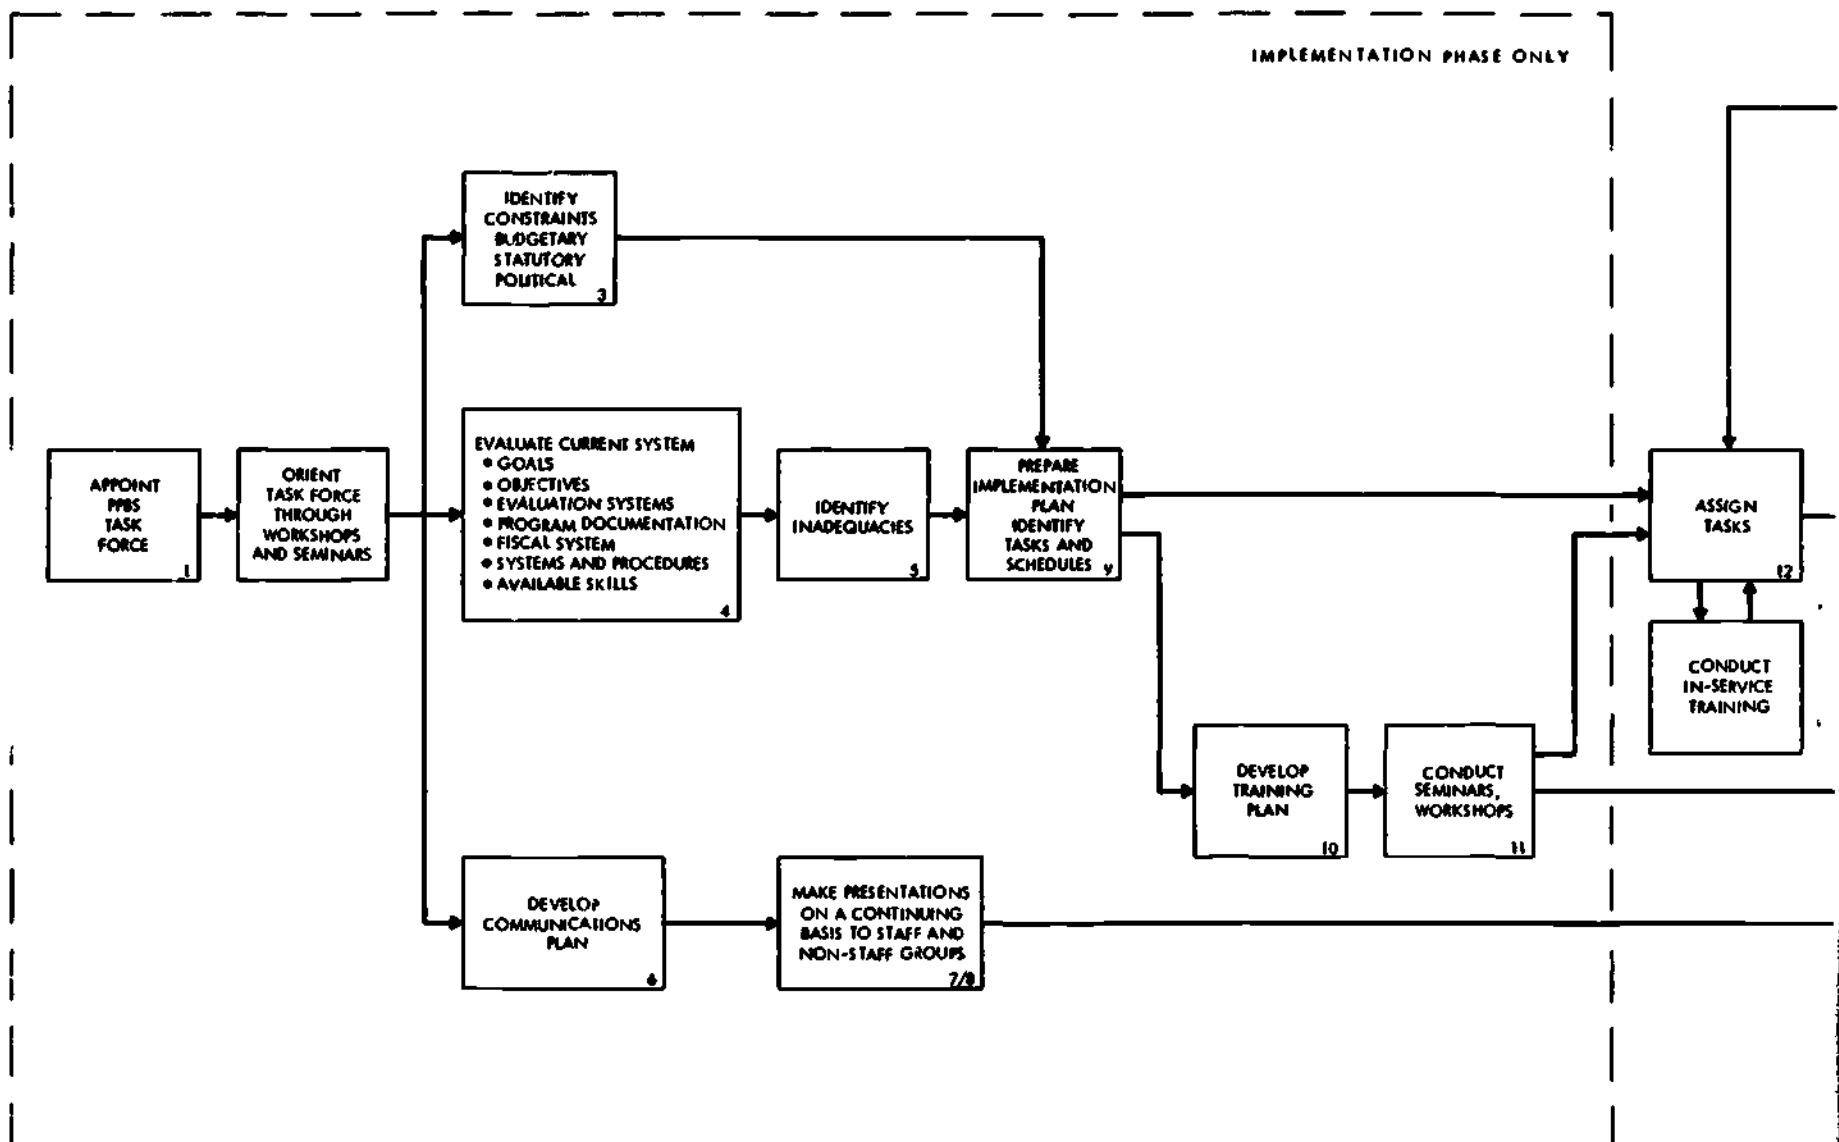 IMPLEMENTATION PHASE ONLY
IDENTIFY
CONSTRAINTS
BUDGETARY
STATUTORY
POLITICAL
3
APPOINT
PPBS
TASK
FORCE
1
ORIENT
TASK FORCE
THROUGH
WORKSHOPS
AND SEMINARS
EVALUATE CURRENT SYSTEM
• GOALS
• OBJECTIVES
• EVALUATION SYSTEMS
• PROGRAM DOCUMENTATION
• FISCAL SYSTEM
• SYSTEMS AND PROCEDURES
• AVAILABLE SKILLS
4
IDENTIFY
INADEQUACIES
5
PREPARE
IMPLEMENTATION
PLAN
IDENTIFY
TASKS AND
SCHEDULES
9
ASSIGN
TASKS
12
CONDUCT
IN-SERVICE
TRAINING
DEVELOP
TRAINING
PLAN
10
CONDUCT
SEMINARS,
WORKSHOPS
11
DEVELOP
COMMUNICATIONS
PLAN
6
MAKE PRESENTATIONS
ON A CONTINUING
BASIS TO STAFF AND
NON-STAFF GROUPS
7/8